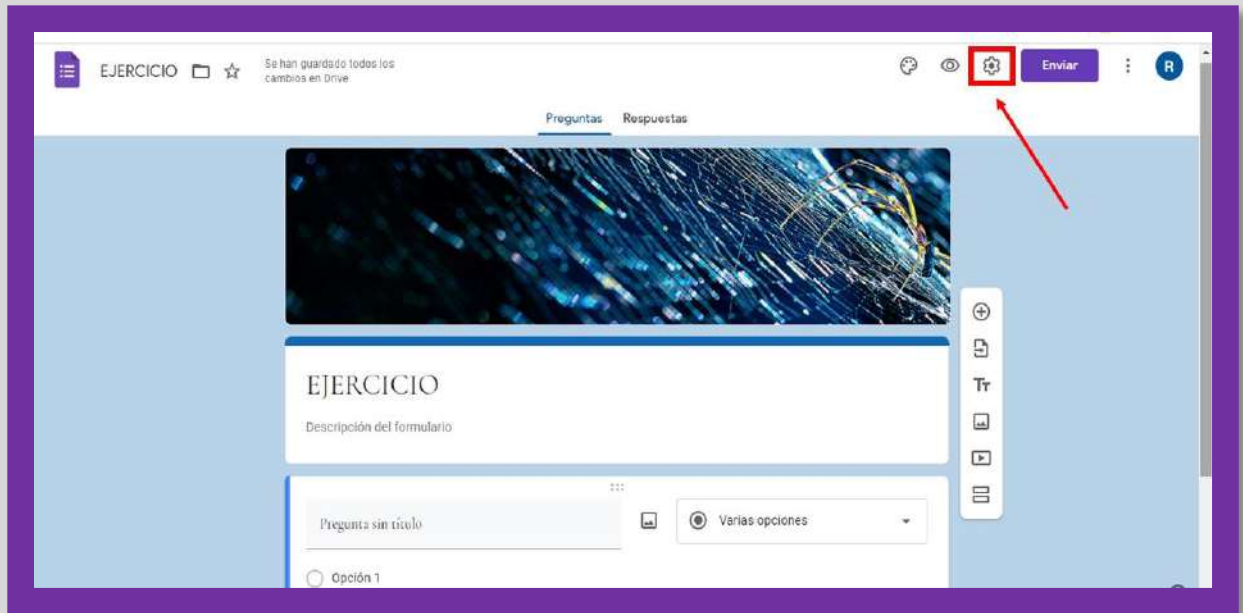 EJERCICIO
Se han guardado todos los
cambios en Drive
Enviar
R
Preguntas Respuestas
EJERCICIO
Descripción del formulario
Tт
Pregunta sin título
Varias opciones
Opción 1